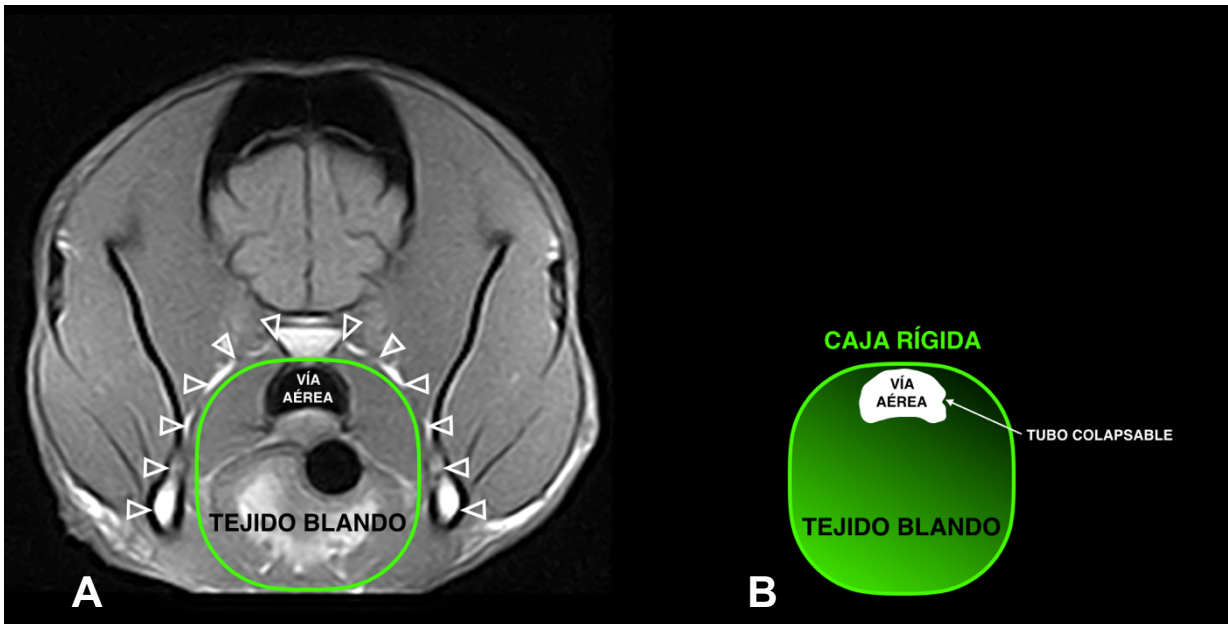 VÍA
AÉREA
TEJIDO BLANDO
A
CAJA RÍGIDA
VÍA
AÉREA
TUBO COLAPSABLE
TEJIDO BLANDO
B